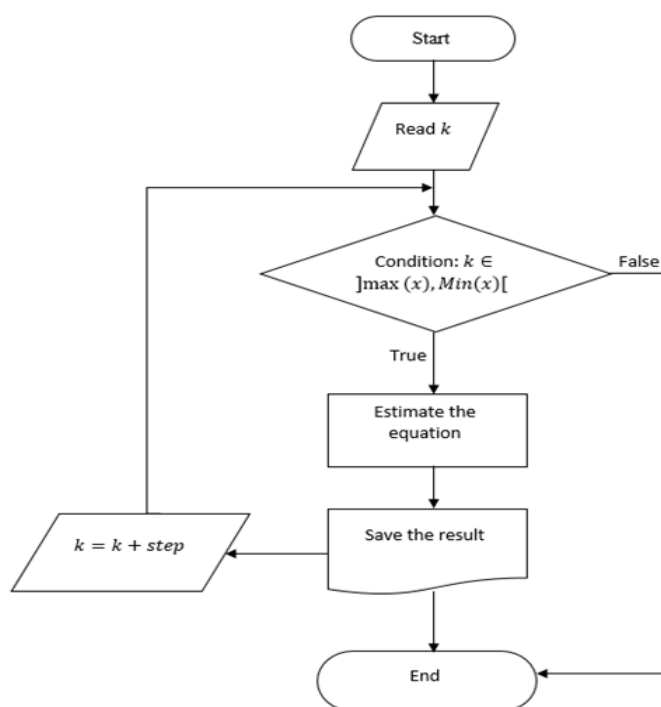 Start
Read k
Condition: k ∈
]max (x), Min(x)[
False
True
Estimate the
equation
Save the result
k = k + step
End